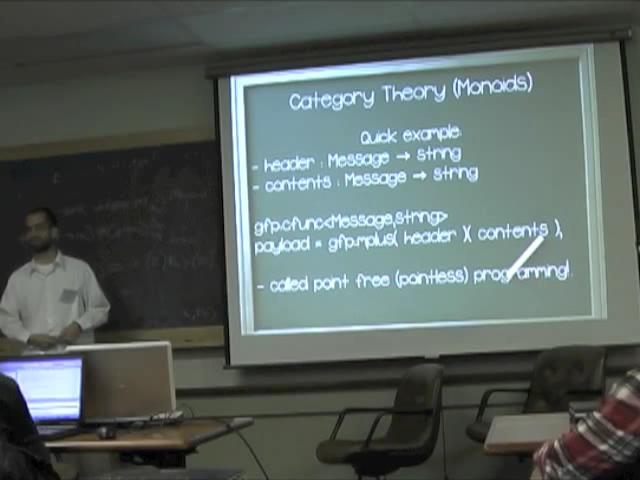 Category Theory (Monoids)
Quick example:
- header : Message → string
- contents : Message → string
gfp.cfunc<Message,string>
payload = gfp.mplus( header )( contents ),
- called point free (pointless) programming!.